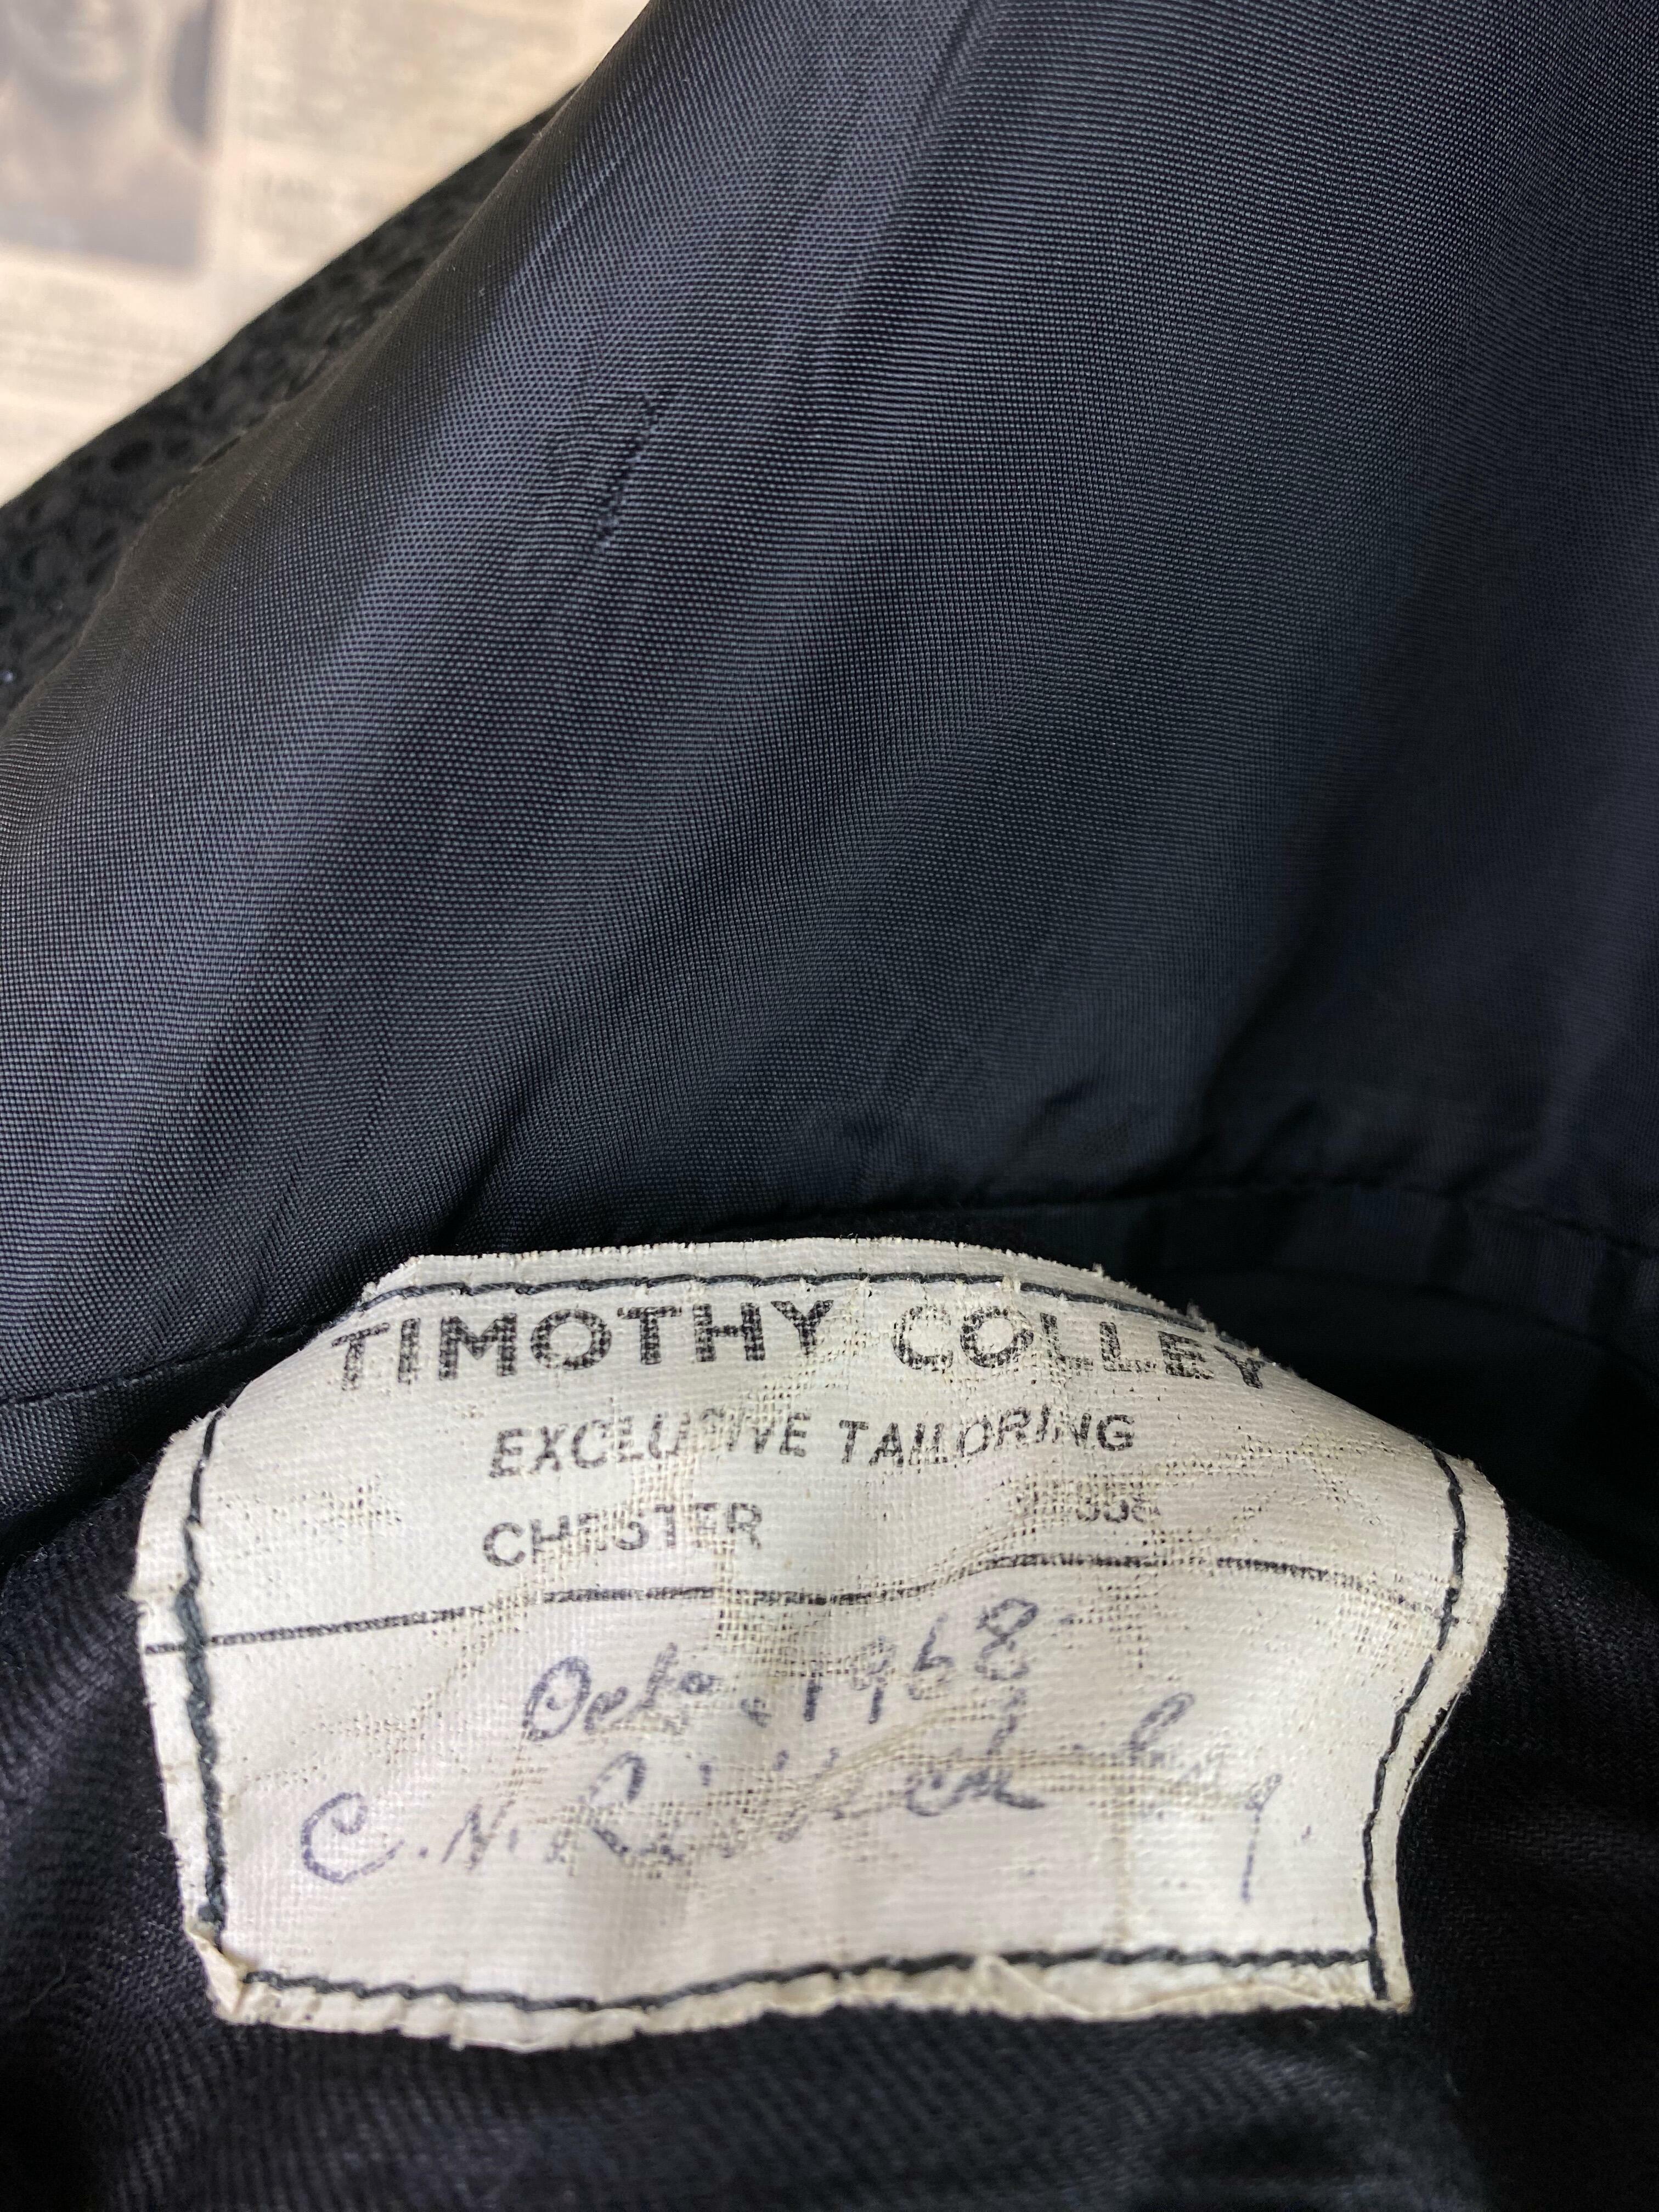 TIMOTHY COLLEY
EXCLUSIVE TAILORING
CHESTER
Octo. 1968
C.N.